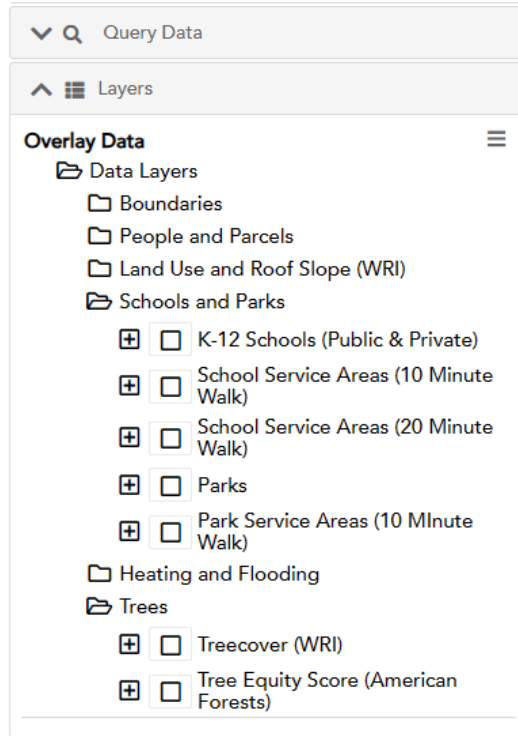 Query Data
Layers
Overlay Data
Data Layers
Boundaries
People and Parcels
Land Use and Roof Slope (WRI)
Schools and Parks
K-12 Schools (Public & Private)
School Service Areas (10 Minute
Walk)
School Service Areas (20 Minute
Walk)
Parks
Park Service Areas (10 MInute
Walk)
Heating and Flooding
Trees
Treecover (WRI)
Tree Equity Score (American
Forests)